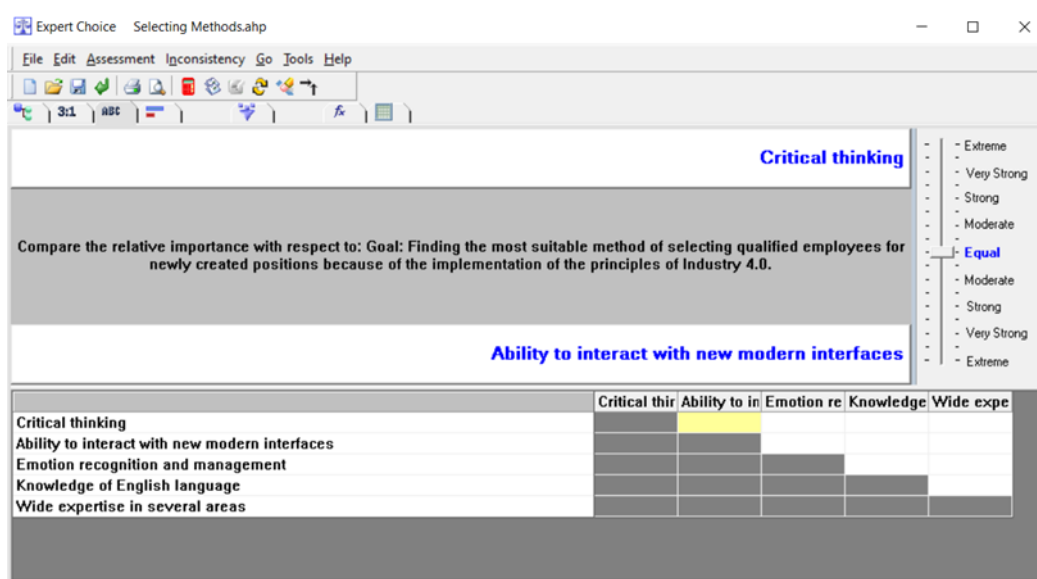 Expert Choice Selecting Methods.ahp
File Edit Assessment Inconsistency Go Tools Help
3:1 ABC fx
Critical thinking
Compare the relative importance with respect to: Goal: Finding the most suitable method of selecting qualified employees for
newly created positions because of the implementation of the principles of Industry 4.0.
Ability to interact with new modern interfaces
Extreme
Very Strong
Strong
Moderate
Equal
Moderate
Strong
Very Strong
Extreme
Critical thir Ability to in Emotion re Knowledge Wide expe
Critical thinking
Ability to interact with new modern interfaces
Emotion recognition and management
Knowledge of English language
Wide expertise in several areas